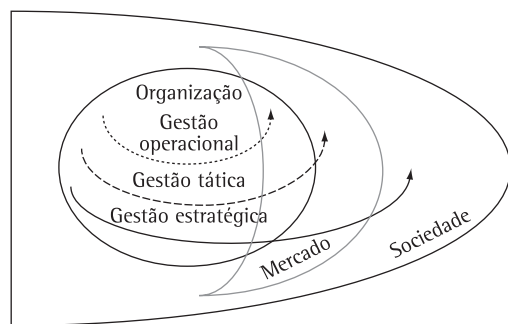 Organização
Gestão
operacional
Gestão tática
Gestão estratégica
Mercado
Sociedade